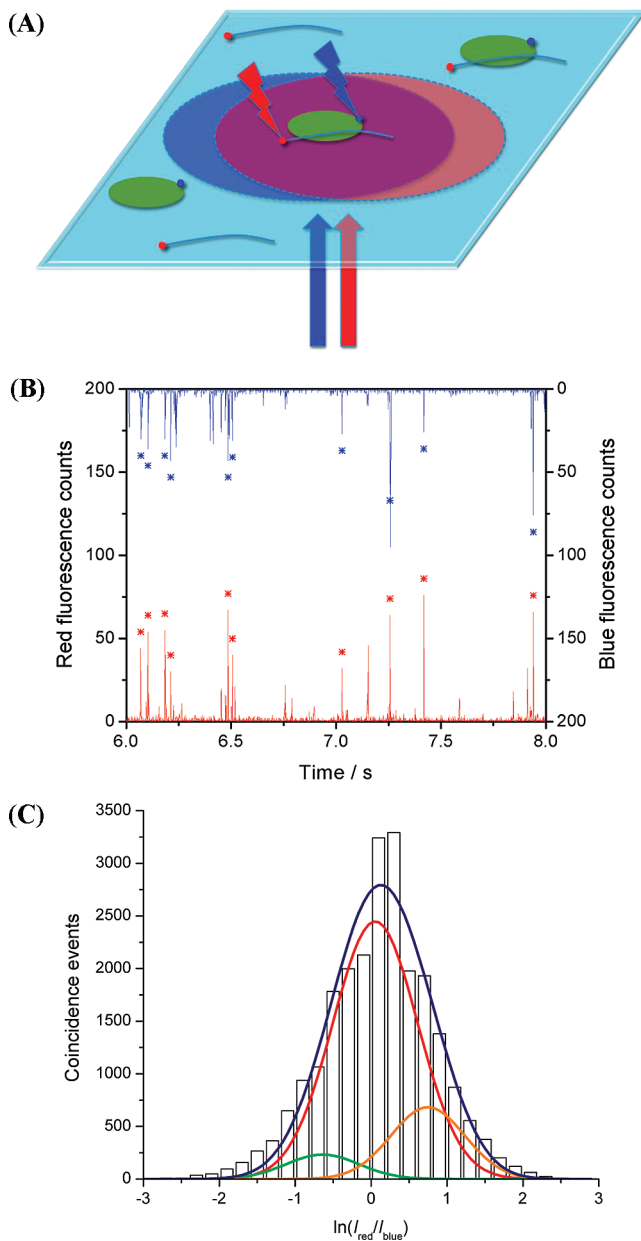 (A)
(B)
200
150
100
50
0
Red fluorescence counts
0
50
100
150
200
Blue fluorescence counts
6.0 6.5 7.0 7.5 8.0
Time / s
(C)
3500
3000
2500
2000
1500
1000
500
0
Coincidence events
-3 -2 -1 0 1 2 3
ln(Ired/Iblue)